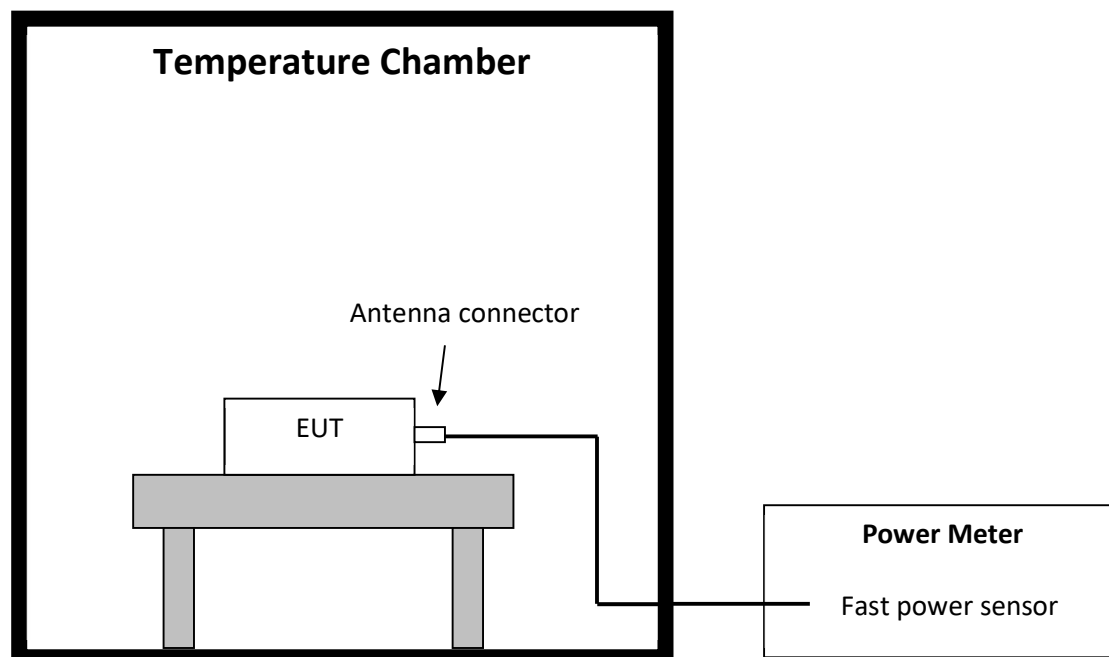 Temperature Chamber
Antenna connector
EUT
Power Meter
Fast power sensor